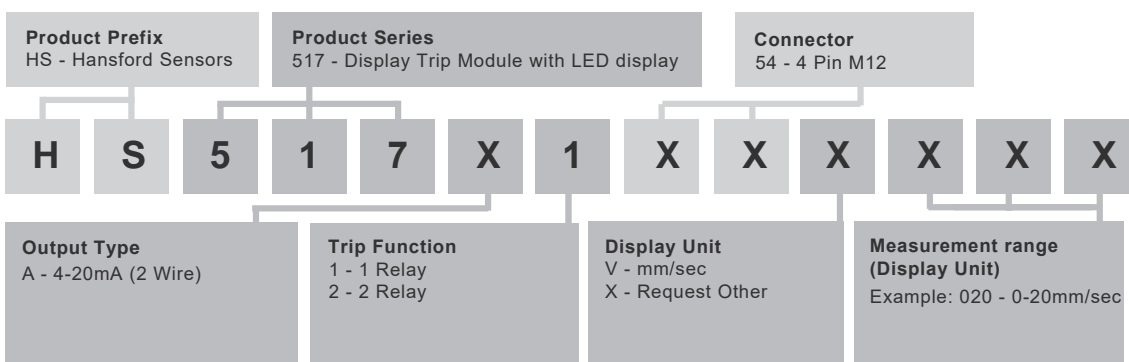 Product Prefix
HS - Hansford Sensors
Product Series
517 - Display Trip Module with LED display
Connector
54 - 4 Pin M12
H S 5 1 7 X 1 X X X X X X
Output Type
A - 4-20mA (2 Wire)
Trip Function
1 - 1 Relay
2 - 2 Relay
Display Unit
V - mm/sec
X - Request Other
Measurement range
(Display Unit)
Example: 020 - 0-20mm/sec